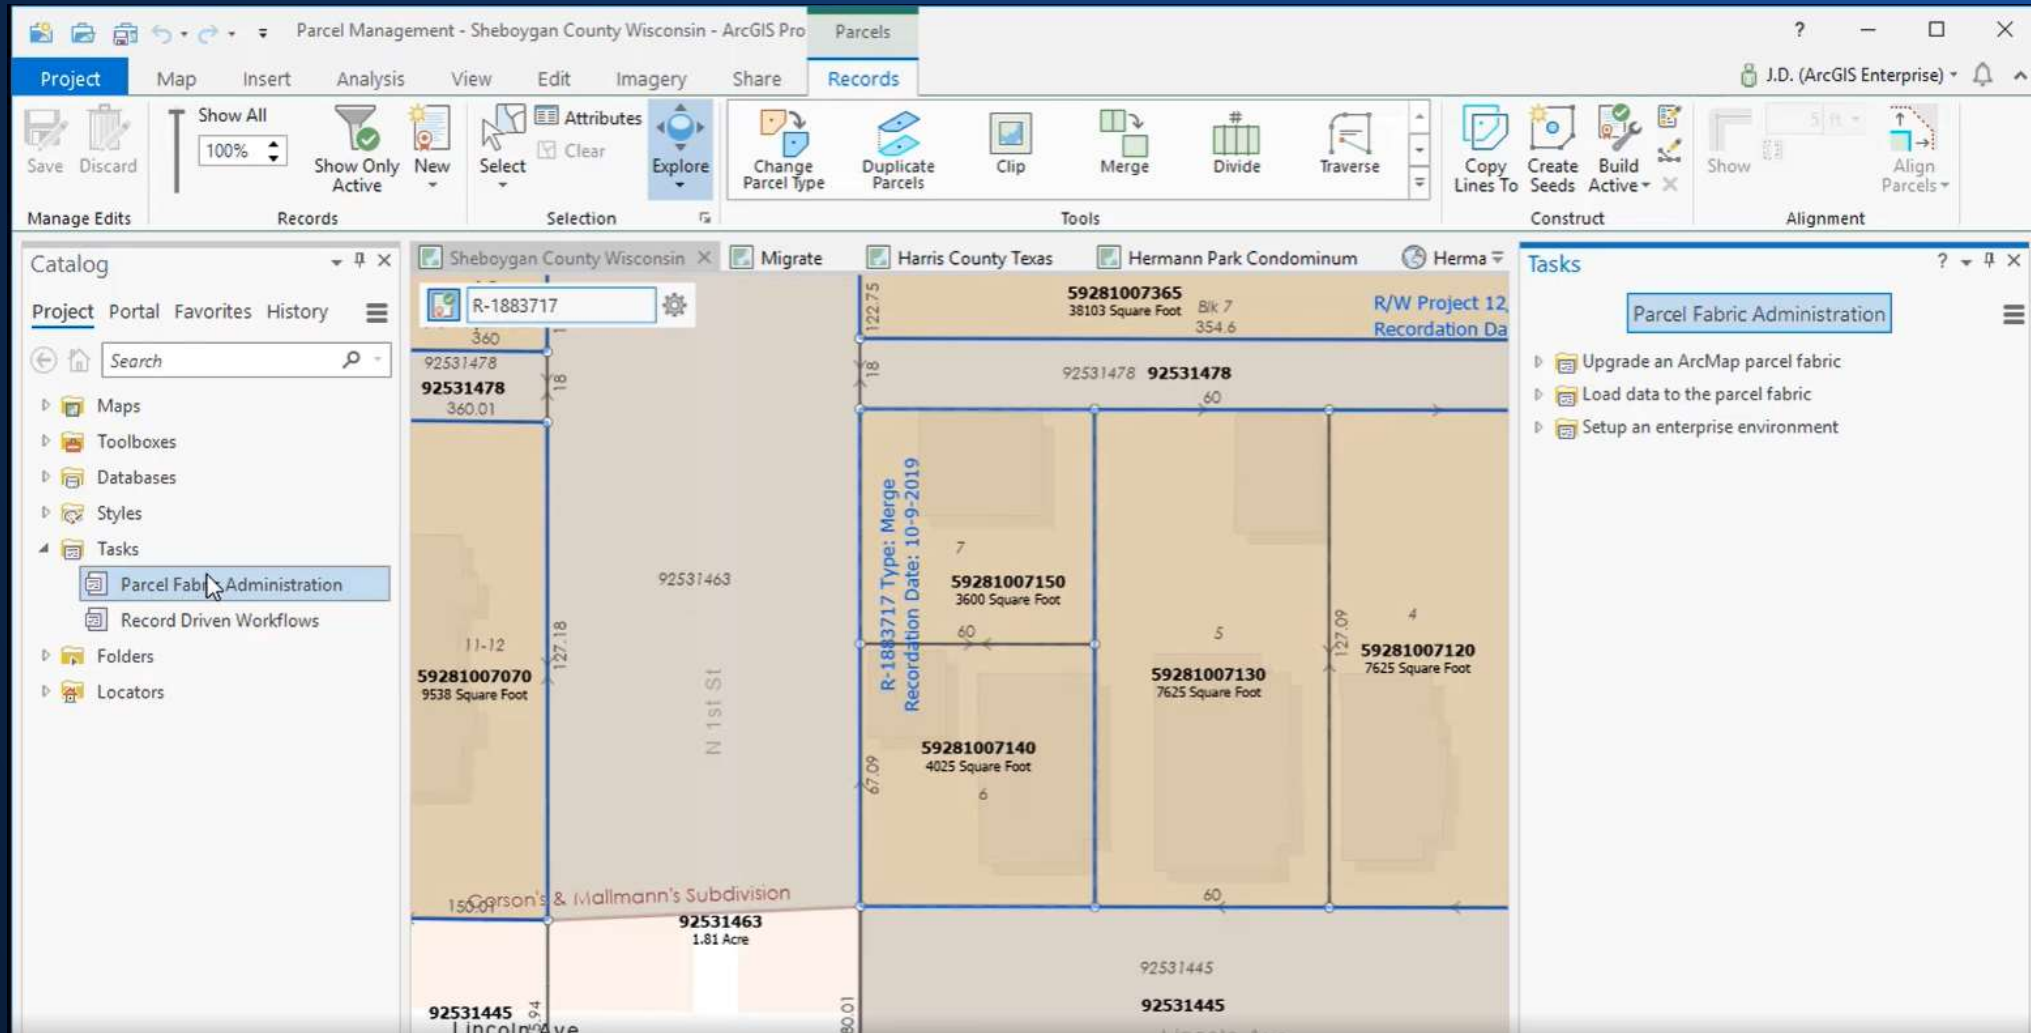 Parcel Management - Sheboygan County Wisconsin - ArcGIS Pro
Parcels
?
Project Map Insert Analysis View Edit Imagery Share Records
J.D. (ArcGIS Enterprise)
Save
Discard
Manage Edits
Show All
100%
Show Only
Active
New
Records
Select
Attributes
Clear
Explore
Selection
Change
Parcel Type
Duplicate
Parcels
Clip
Merge
#
Divide
Traverse
Tools
Copy
Lines To
Create
Seeds
Build
Active
Construct
Show
5 ft
Align
Parcels
Alignment
Catalog
Project Portal Favorites History
Search
Maps
Toolboxes
Databases
Styles
Tasks
Parcel Fabric Administration
Record Driven Workflows
Folders
Locators
Sheboygan County Wisconsin
Migrate
Harris County Texas
Hermann Park Condominum
Herma
R-1883717
360
92531478
92531478
360.01
18
122.75
18
59281007365
38103 Square Foot
Blk 7
354.6
R/W Project 12,
Recordation Da
92531478 92531478
60
92531463
11-12
59281007070
9538 Square Foot
127.18
N 1st St
R-1883717 Type: Merge
Recordation Date: 10-9-2019
7
59281007150
3600 Square Foot
60
59281007140
4025 Square Foot
6
67.09
5
59281007130
7625 Square Foot
127.09
4
59281007120
7625 Square Foot
60
150.01
Gorson's & Mallmann's Subdivision
92531463
1.81 Acre
92531445
5.94
Lincoln Ave
80.01
92531445
92531445
Tasks
?
Parcel Fabric Administration
Upgrade an ArcMap parcel fabric
Load data to the parcel fabric
Setup an enterprise environment